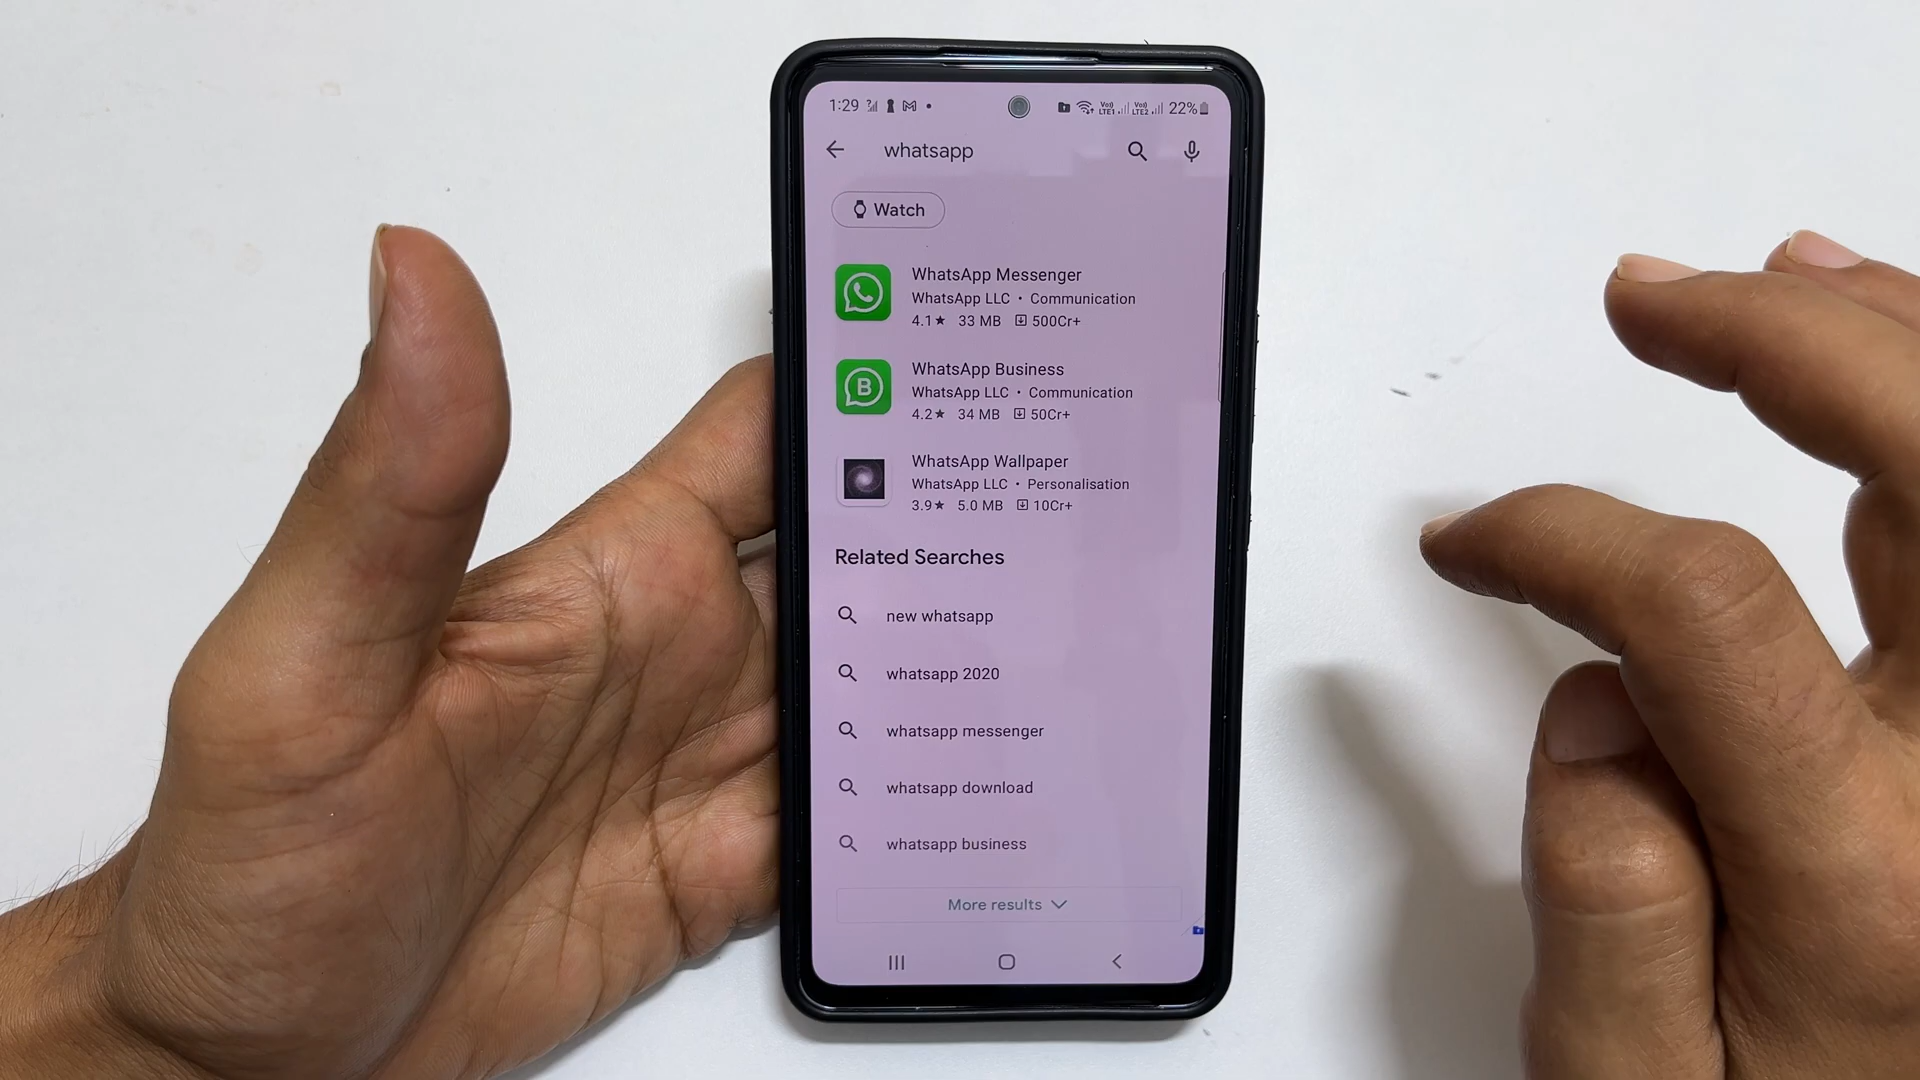 1:29 22%
whatsapp
Watch
WhatsApp Messenger
WhatsApp LLC • Communication
4.1★ 33 MB 500Cr+
WhatsApp Business
WhatsApp LLC • Communication
4.2★ 34 MB 50Cr+
WhatsApp Wallpaper
WhatsApp LLC • Personalisation
3.9★ 5.0 MB 10Cr+
Related Searches
new whatsapp
whatsapp 2020
whatsapp messenger
whatsapp download
whatsapp business
More results